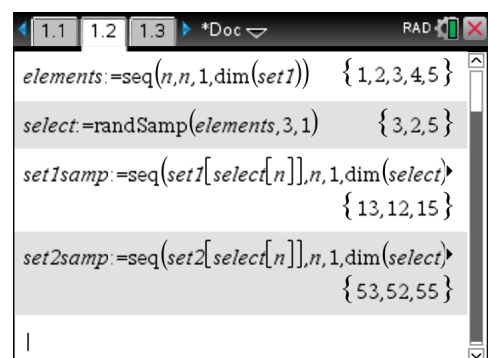 1.1 1.2 1.3 *Doc RAD
elements:=seq(n,n,1,dim(set1)) {1,2,3,4,5}
select:=randSamp(elements,3,1) {3,2,5}
set1samp:=seq(set1[select[n]],n,1,dim(select)
{13,12,15}
set2samp:=seq(set2[select[n]],n,1,dim(select)
{53,52,55}